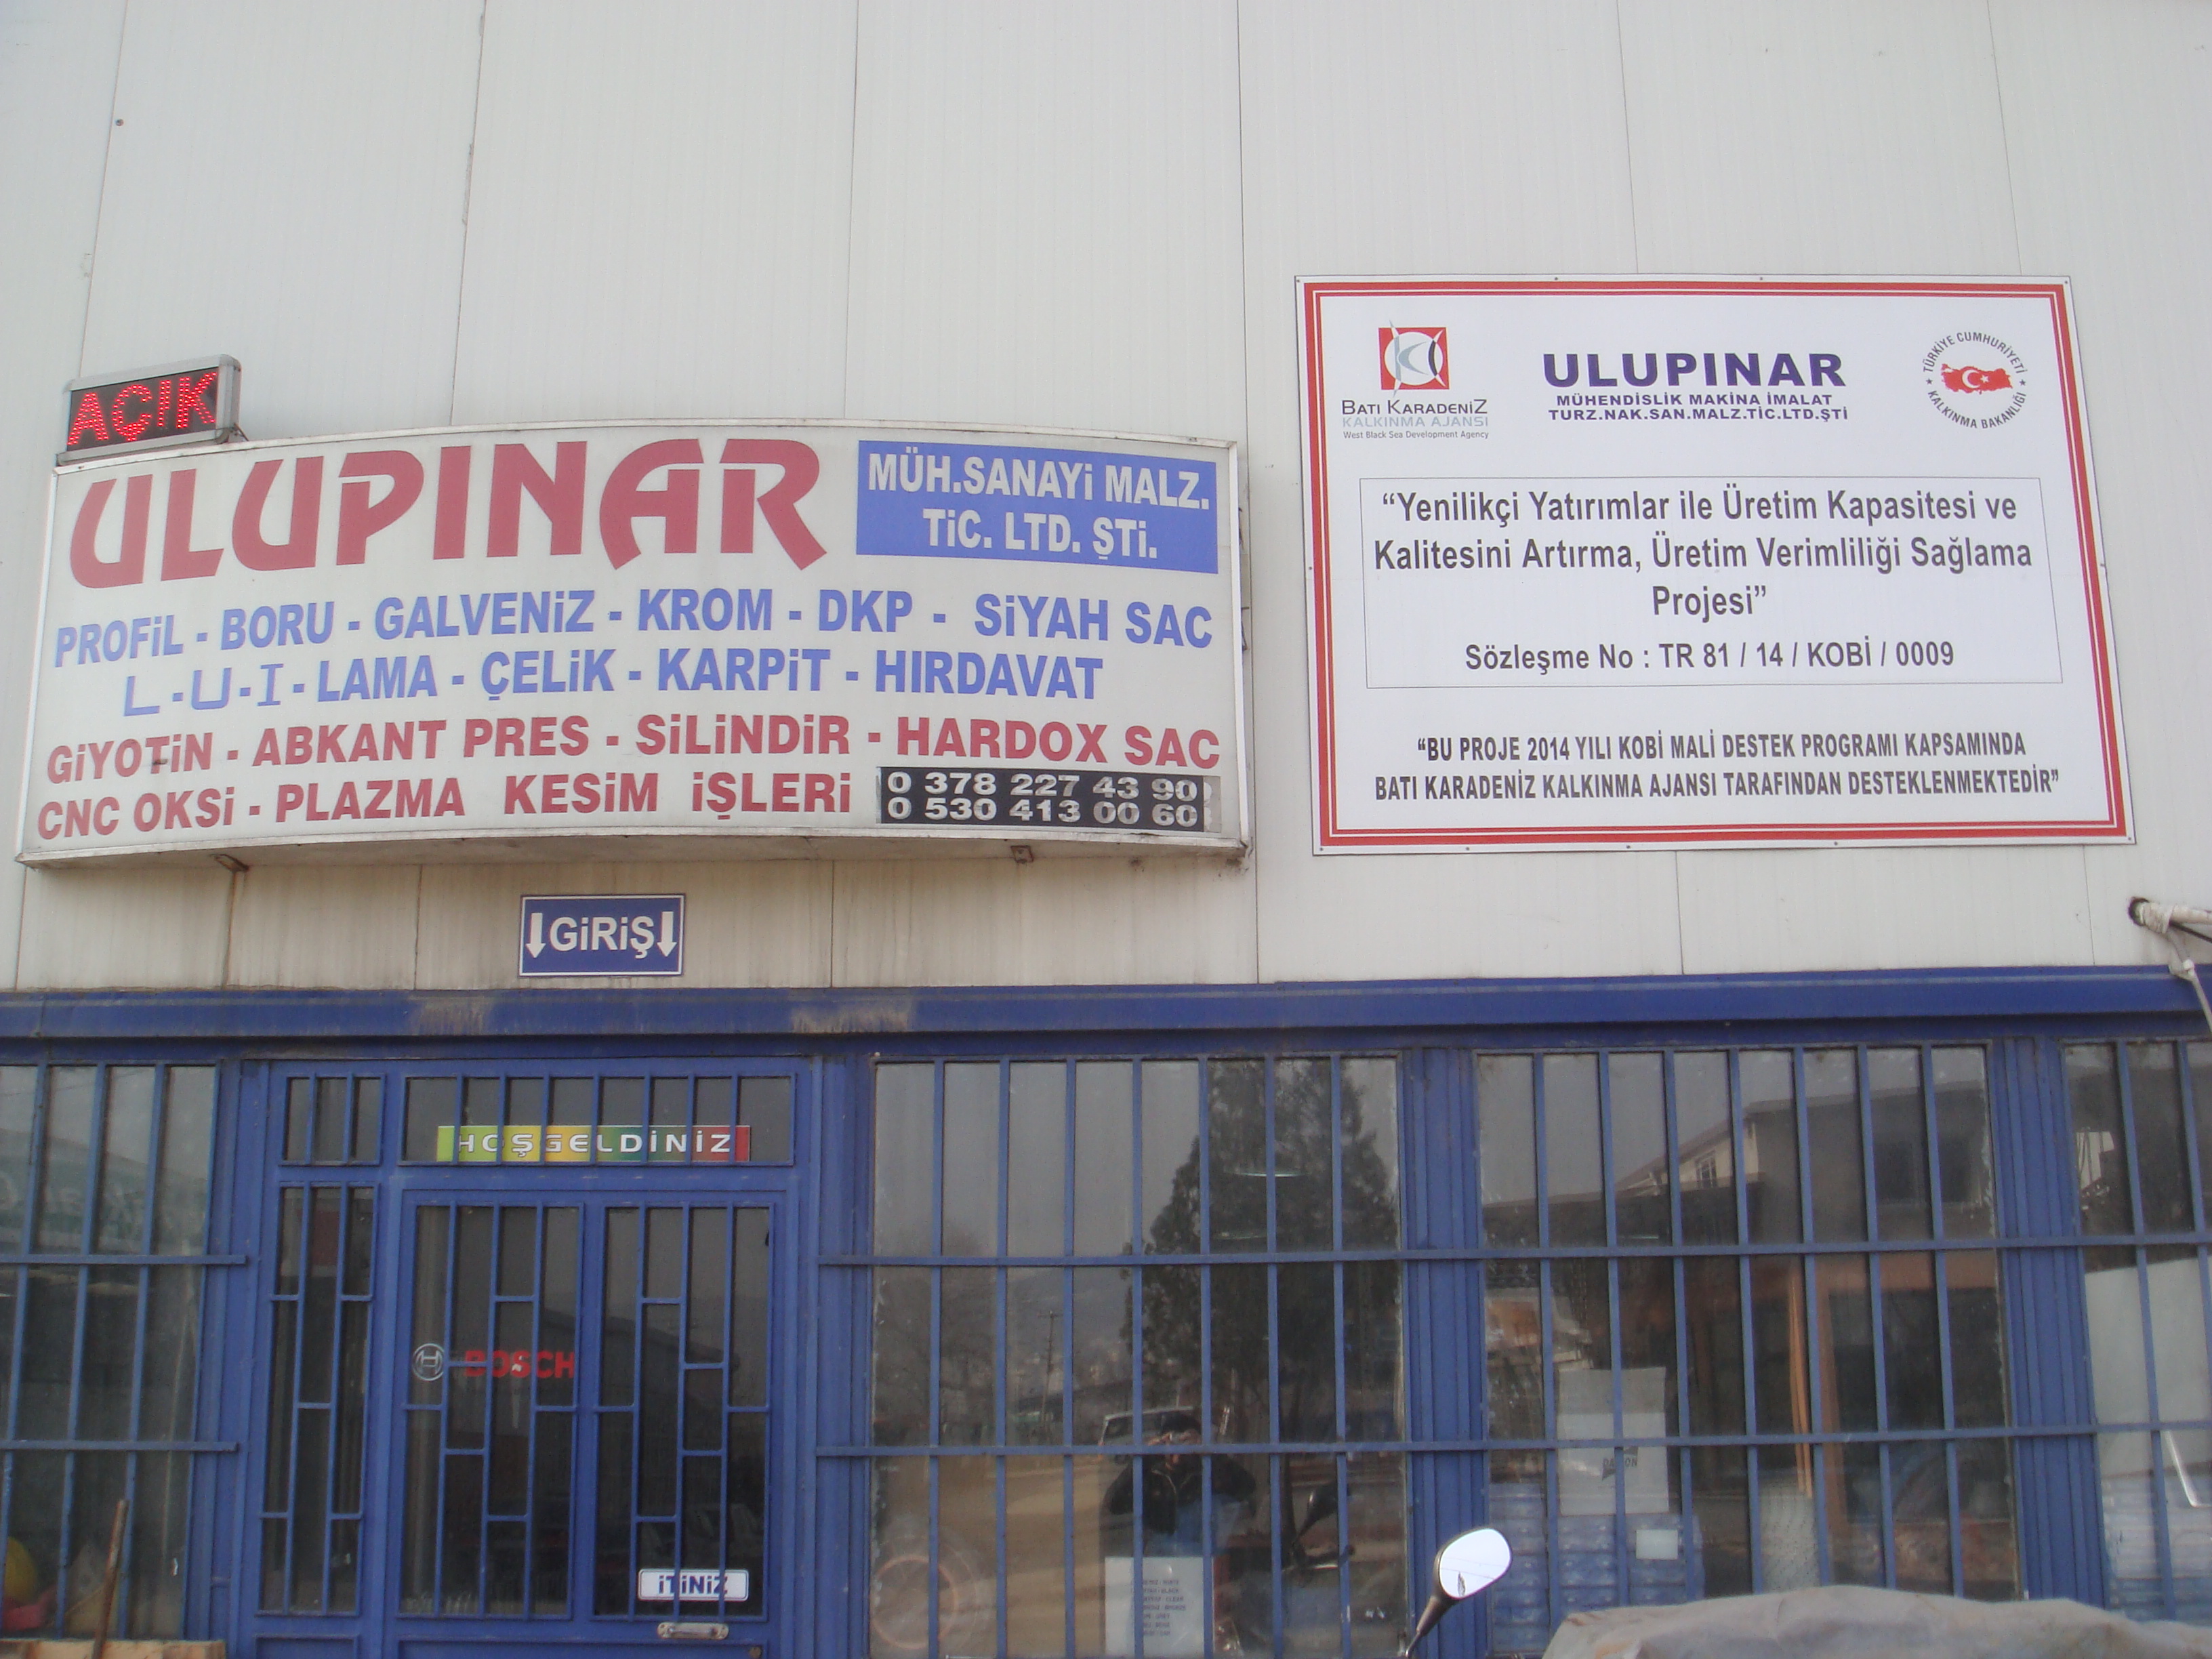 AÇIK
ULUPINAR
MÜH.SANAYİ MALZ.
TİC. LTD. ŞTİ.
PROFİL - BORU - GALVENİZ - KROM - DKP - SİYAH SAC
L - U - I - LAMA - ÇELİK - KARPİT - HIRDAVAT
GİYOTİN - ABKANT PRES - SİLİNDİR - HARDOX SAC
CNC OKSİ - PLAZMA KESİM İŞLERİ
0 378 227 43 90
0 530 413 00 60
BATI KARADENİZ
KALKINMA AJANSI
West Black Sea Development Agency
ULUPINAR
MÜHENDİSLİK MAKİNA İMALAT
TURZ.NAK.SAN.MALZ.TİC.LTD.ŞTİ
TÜRKİYE CUMHURİYETİ
KALKINMA BAKANLIĞI
“Yenilikçi Yatırımlar ile Üretim Kapasitesi ve
Kalitesini Artırma, Üretim Verimliliği Sağlama
Projesi”
Sözleşme No : TR 81 / 14 / KOBİ / 0009
“BU PROJE 2014 YILI KOBİ MALİ DESTEK PROGRAMI KAPSAMINDA
BATI KARADENİZ KALKINMA AJANSI TARAFINDAN DESTEKLENMEKTEDİR”
↓GİRİŞ↓
HOŞGELDİNİZ
BOSCH
İTİNİZ